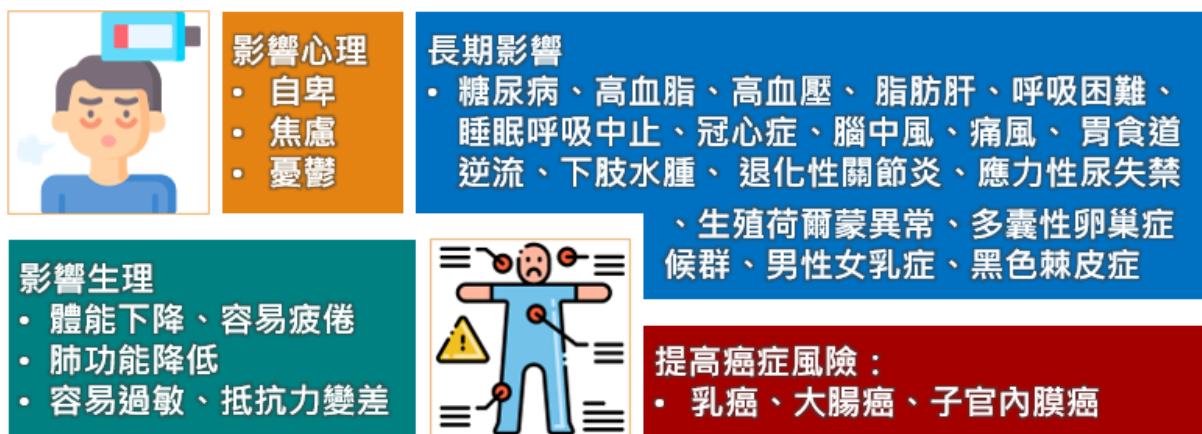 影響心理
• 自卑
• 焦慮
• 憂鬱
長期影響
• 糖尿病、高血脂、高血壓、 脂肪肝、呼吸困難、
睡眠呼吸中止、冠心症、腦中風、痛風、 胃食道
逆流、下肢水腫、 退化性關節炎、應力性尿失禁
、生殖荷爾蒙異常、多囊性卵巢症
候群、男性女乳症、黑色棘皮症
影響生理
• 體能下降、容易疲倦
• 肺功能降低
• 容易過敏、抵抗力變差
提高癌症風險：
• 乳癌、大腸癌、子宮內膜癌